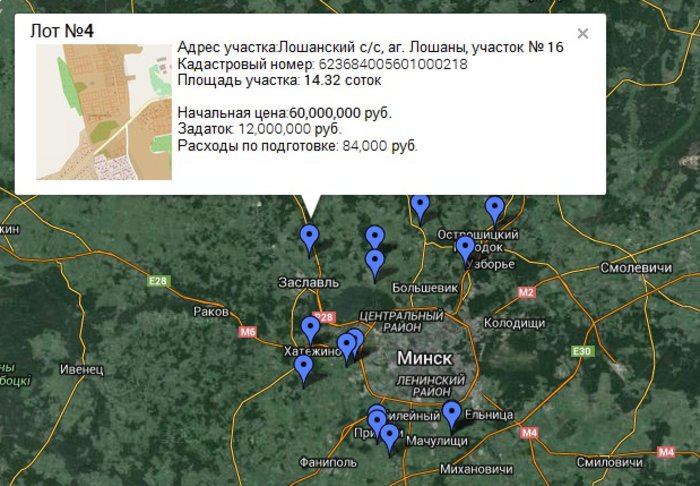 Лот №4
Адрес участка:Лошанский с/с, аг. Лошаны, участок № 16
Кадастровый номер: 623684005601000218
Площадь участка: 14.32 соток
Начальная цена:60,000,000 руб.
Задаток: 12,000,000 руб.
Расходы по подготовке: 84,000 руб.
Острошицкий
Узборье
Смолевичи
E28
Заславль
Большевик
M2
Раков
P28
ЦЕНТРАЛЬНЫЙ
РАЙОН
Колодищи
M6
Хатежино
Минск
E30
Ивенец
ЛЕНИНСКИЙ
РАЙОН
Ельница
Мачулищи
M4
M4
Фаниполь
Михановичи
Смиловичи